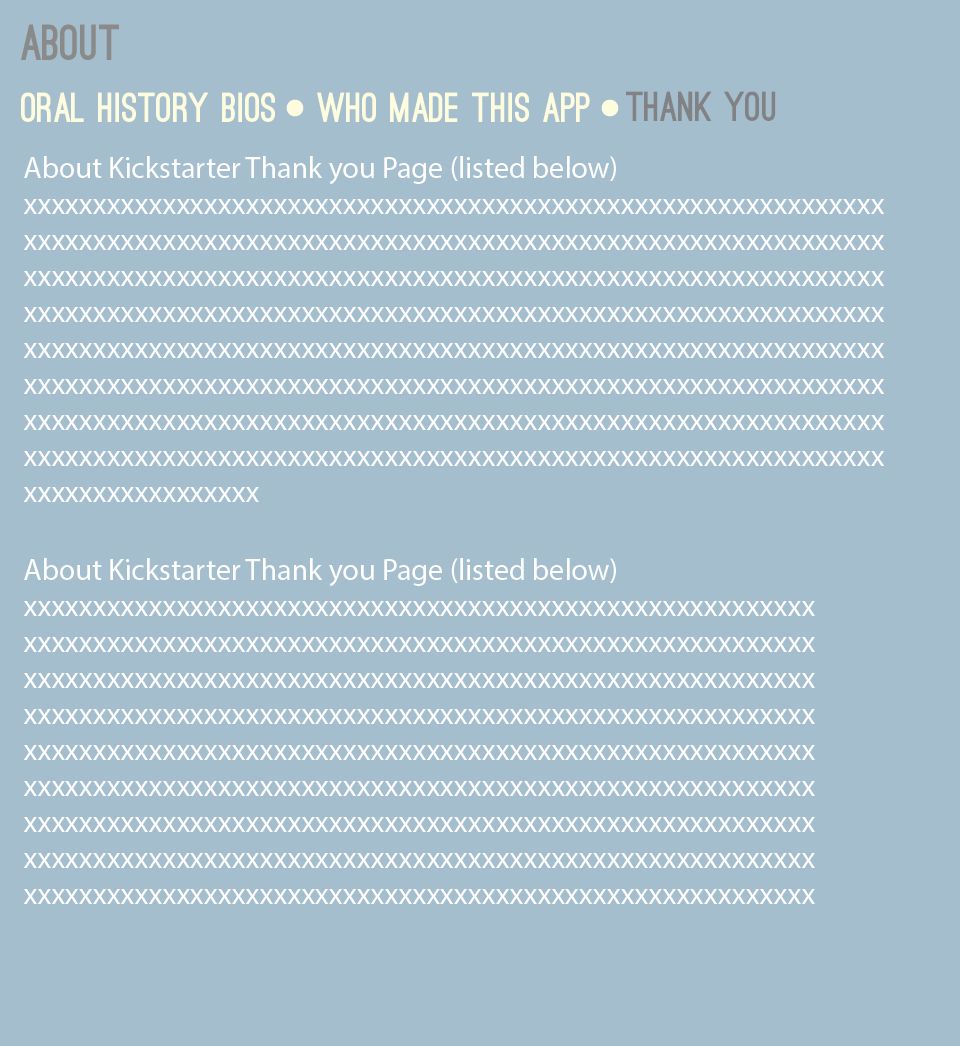 ABOUT
ORAL HISTORY BIOS • WHO MADE THIS APP • THANK YOU
About Kickstarter Thank you Page (listed below)
xxxxxxxxxxxxxxxxxxxxxxxxxxxxxxxxxxxxxxxxxxxxxxxxxxxxxxxxxxxxxx
xxxxxxxxxxxxxxxxxxxxxxxxxxxxxxxxxxxxxxxxxxxxxxxxxxxxxxxxxxxxxx
xxxxxxxxxxxxxxxxxxxxxxxxxxxxxxxxxxxxxxxxxxxxxxxxxxxxxxxxxxxxxx
xxxxxxxxxxxxxxxxxxxxxxxxxxxxxxxxxxxxxxxxxxxxxxxxxxxxxxxxxxxxxx
xxxxxxxxxxxxxxxxxxxxxxxxxxxxxxxxxxxxxxxxxxxxxxxxxxxxxxxxxxxxxx
xxxxxxxxxxxxxxxxxxxxxxxxxxxxxxxxxxxxxxxxxxxxxxxxxxxxxxxxxxxxxx
xxxxxxxxxxxxxxxxxxxxxxxxxxxxxxxxxxxxxxxxxxxxxxxxxxxxxxxxxxxxxx
xxxxxxxxxxxxxxxxxxxxxxxxxxxxxxxxxxxxxxxxxxxxxxxxxxxxxxxxxxxxxx
xxxxxxxxxxxxxxxxx
About Kickstarter Thank you Page (listed below)
xxxxxxxxxxxxxxxxxxxxxxxxxxxxxxxxxxxxxxxxxxxxxxxxxxxxxxxxx
xxxxxxxxxxxxxxxxxxxxxxxxxxxxxxxxxxxxxxxxxxxxxxxxxxxxxxxxx
xxxxxxxxxxxxxxxxxxxxxxxxxxxxxxxxxxxxxxxxxxxxxxxxxxxxxxxxx
xxxxxxxxxxxxxxxxxxxxxxxxxxxxxxxxxxxxxxxxxxxxxxxxxxxxxxxxx
xxxxxxxxxxxxxxxxxxxxxxxxxxxxxxxxxxxxxxxxxxxxxxxxxxxxxxxxx
xxxxxxxxxxxxxxxxxxxxxxxxxxxxxxxxxxxxxxxxxxxxxxxxxxxxxxxxx
xxxxxxxxxxxxxxxxxxxxxxxxxxxxxxxxxxxxxxxxxxxxxxxxxxxxxxxxx
xxxxxxxxxxxxxxxxxxxxxxxxxxxxxxxxxxxxxxxxxxxxxxxxxxxxxxxxx
xxxxxxxxxxxxxxxxxxxxxxxxxxxxxxxxxxxxxxxxxxxxxxxxxxxxxxxxx